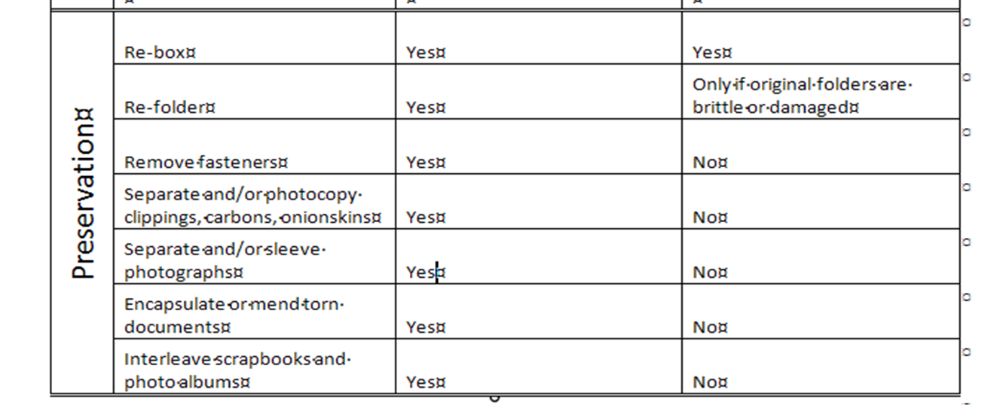 Preservation
Re-box Yes Yes
Re-folder Yes Only if original folders are
brittle or damaged
Remove fasteners Yes No
Separate and/or photocopy
clippings, carbons, onionskins Yes No
Separate and/or sleeve
photographs Yes No
Encapsulate or mend torn
documents Yes No
Interleave scrapbooks and
photo albums Yes No